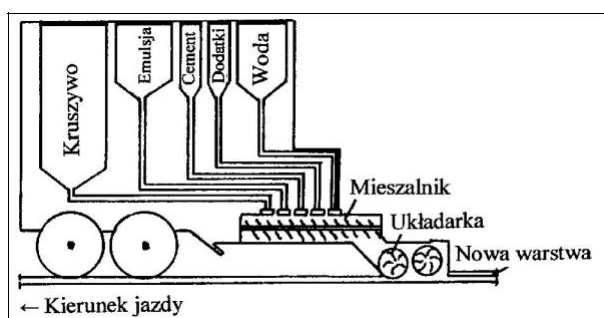 Kruszywo
Emulsja
Cement
Dodatki
Woda
Mieszalnik
Układarka
Nowa warstwa
← Kierunek jazdy